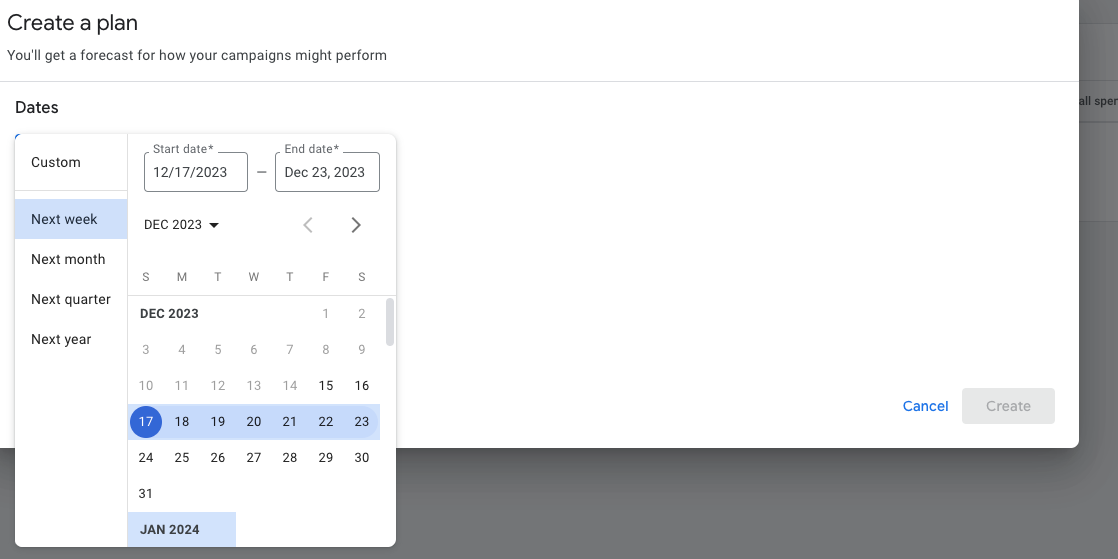 Create a plan
You'll get a forecast for how your campaigns might perform
Dates
all spen
Custom
Next week
Next month
Next quarter
Next year
Start date*
12/17/2023
–
End date*
Dec 23, 2023
DEC 2023
S M T W T F S
DEC 2023 1 2
3 4 5 6 7 8 9
10 11 12 13 14 15 16
17 18 19 20 21 22 23
24 25 26 27 28 29 30
31
JAN 2024
Cancel
Create